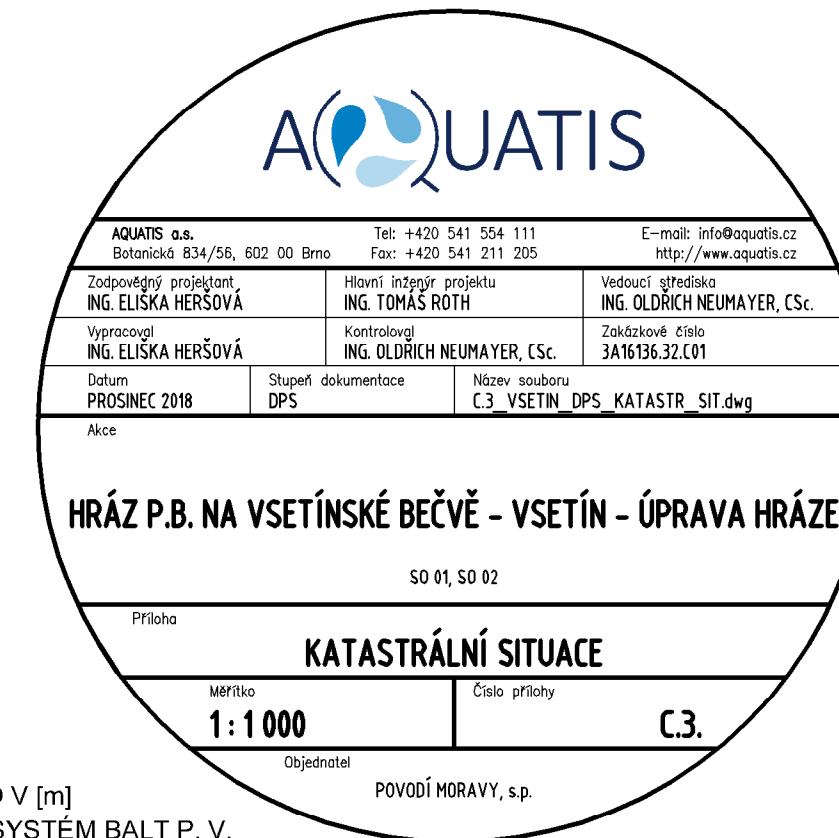 AQUATIS
AQUATIS a.s. Tel: +420 541 554 111 E-mail: info@aquatis.cz
Botanická 834/56, 602 00 Brno Fax: +420 541 211 205 http://www.aquatis.cz
Zodpovědný projektant Hlavní inženýr projektu Vedoucí střediska
ING. ELIŠKA HERŠOVÁ ING. TOMÁŠ ROTH ING. OLDŘICH NEUMAYER, CSc.
Vypracoval Kontroloval Zakázkové číslo
ING. ELIŠKA HERŠOVÁ ING. OLDŘICH NEUMAYER, CSc. 3A16136.32.C01
Datum Stupeň dokumentace Název souboru
PROSINEC 2018 DPS C.3_VSETIN_DPS_KATASTR_SIT.dwg
Akce
HRÁZ P.B. NA VSETÍNSKÉ BEČVĚ - VSETÍN - ÚPRAVA HRÁZE
SO 01, SO 02
Příloha
KATASTRÁLNÍ SITUACE
Měřítko Číslo přílohy
1 : 1 000 C.3.
Objednatel
POVODÍ MORAVY, s.p.
V [m]
SYSTÉM BALT P. V.